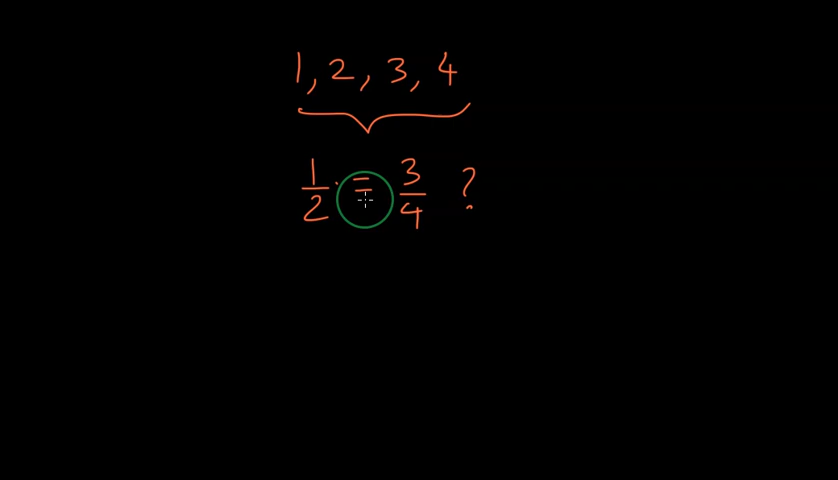 1, 2, 3, 4
1/2 = 3/4 ?